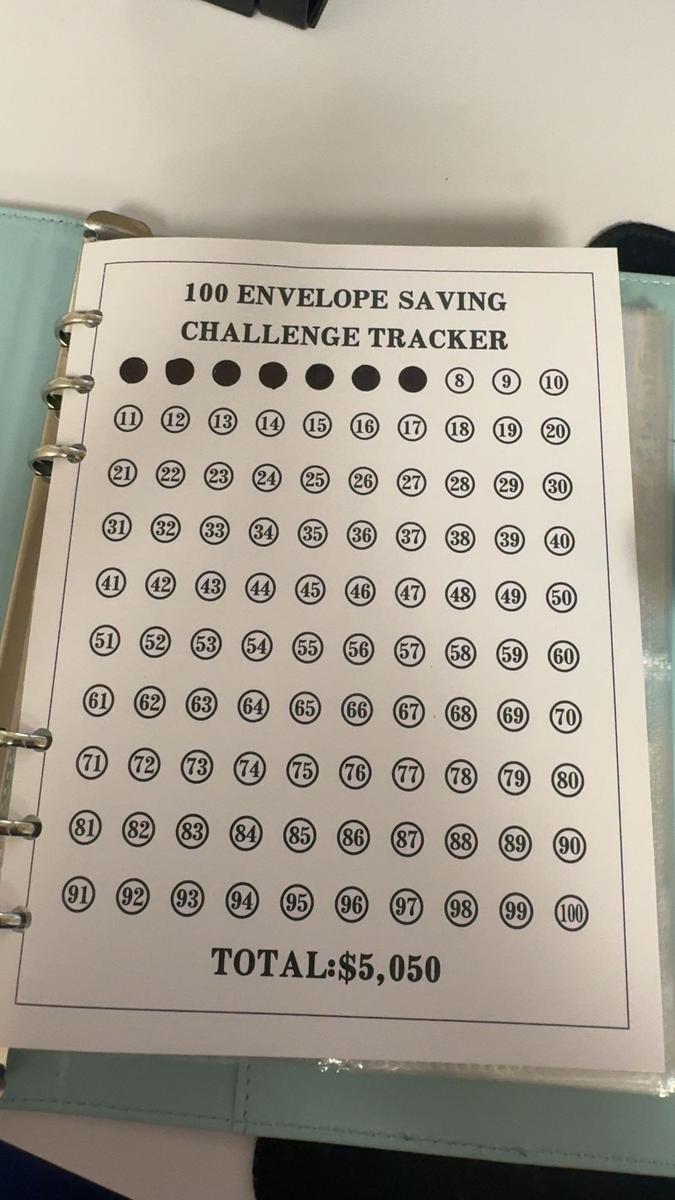 100 ENVELOPE SAVING
CHALLENGE TRACKER
8 9 10
11 12 13 14 15 16 17 18 19 20
21 22 23 24 25 26 27 28 29 30
31 32 33 34 35 36 37 38 39 40
41 42 43 44 45 46 47 48 49 50
51 52 53 54 55 56 57 58 59 60
61 62 63 64 65 66 67 68 69 70
71 72 73 74 75 76 77 78 79 80
81 82 83 84 85 86 87 88 89 90
91 92 93 94 95 96 97 98 99 100
TOTAL:$5,050